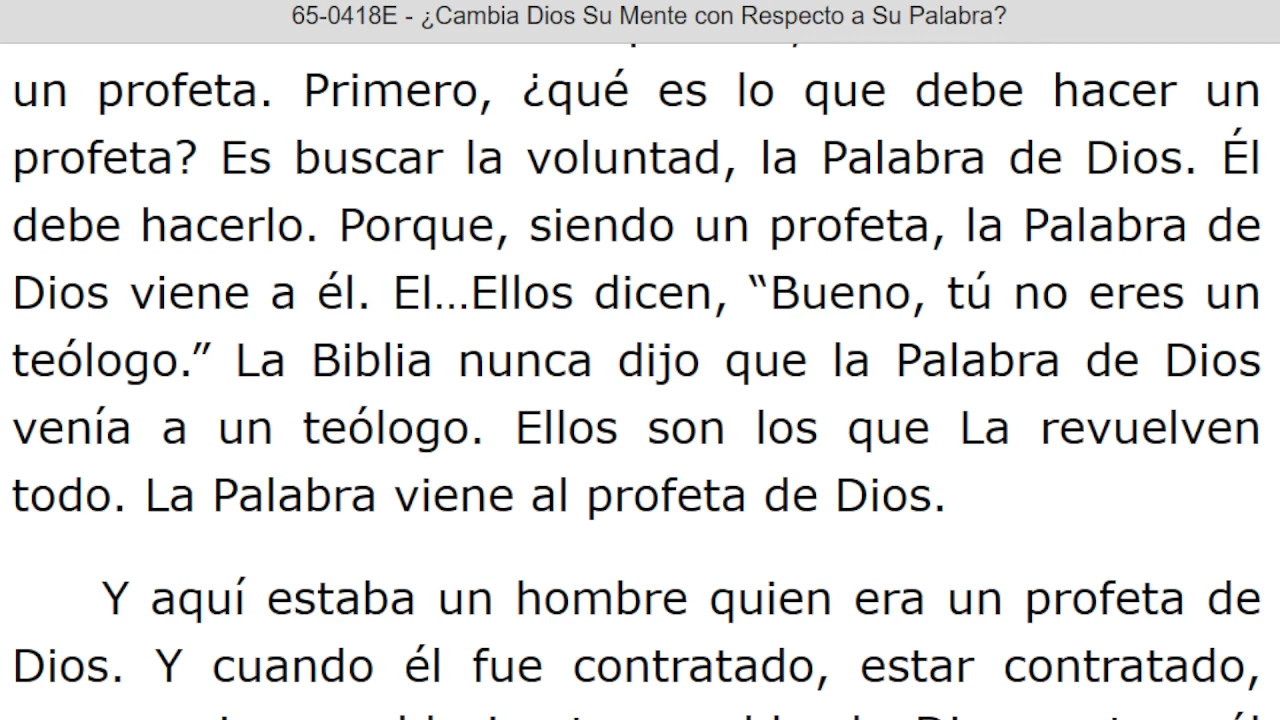 65-0418E - ¿Cambia Dios Su Mente con Respecto a Su Palabra?
un profeta. Primero, ¿qué es lo que debe hacer un
profeta? Es buscar la voluntad, la Palabra de Dios. Él
debe hacerlo. Porque, siendo un profeta, la Palabra de
Dios viene a él. El...Ellos dicen, “Bueno, tú no eres un
teólogo.” La Biblia nunca dijo que la Palabra de Dios
venía a un teólogo. Ellos son los que La revuelven
todo. La Palabra viene al profeta de Dios.
Y aquí estaba un hombre quien era un profeta de
Dios. Y cuando él fue contratado, estar contratado,